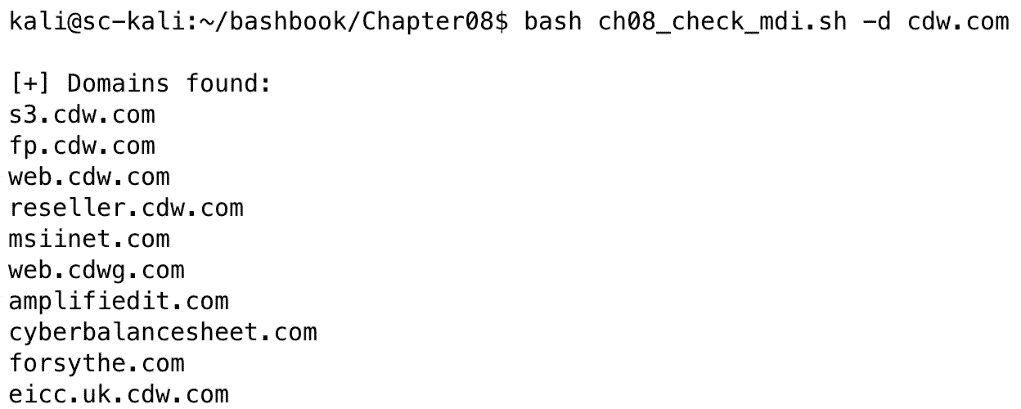 kali@sc-kali:~/bashbook/Chapter08$ bash ch08_check_mdi.sh -d cdw.com
[+] Domains found:
s3.cdw.com
fp.cdw.com
web.cdw.com
reseller.cdw.com
msiinet.com
web.cdwg.com
amplifiedit.com
cyberbalancesheet.com
forsythe.com
eicc.uk.cdw.com